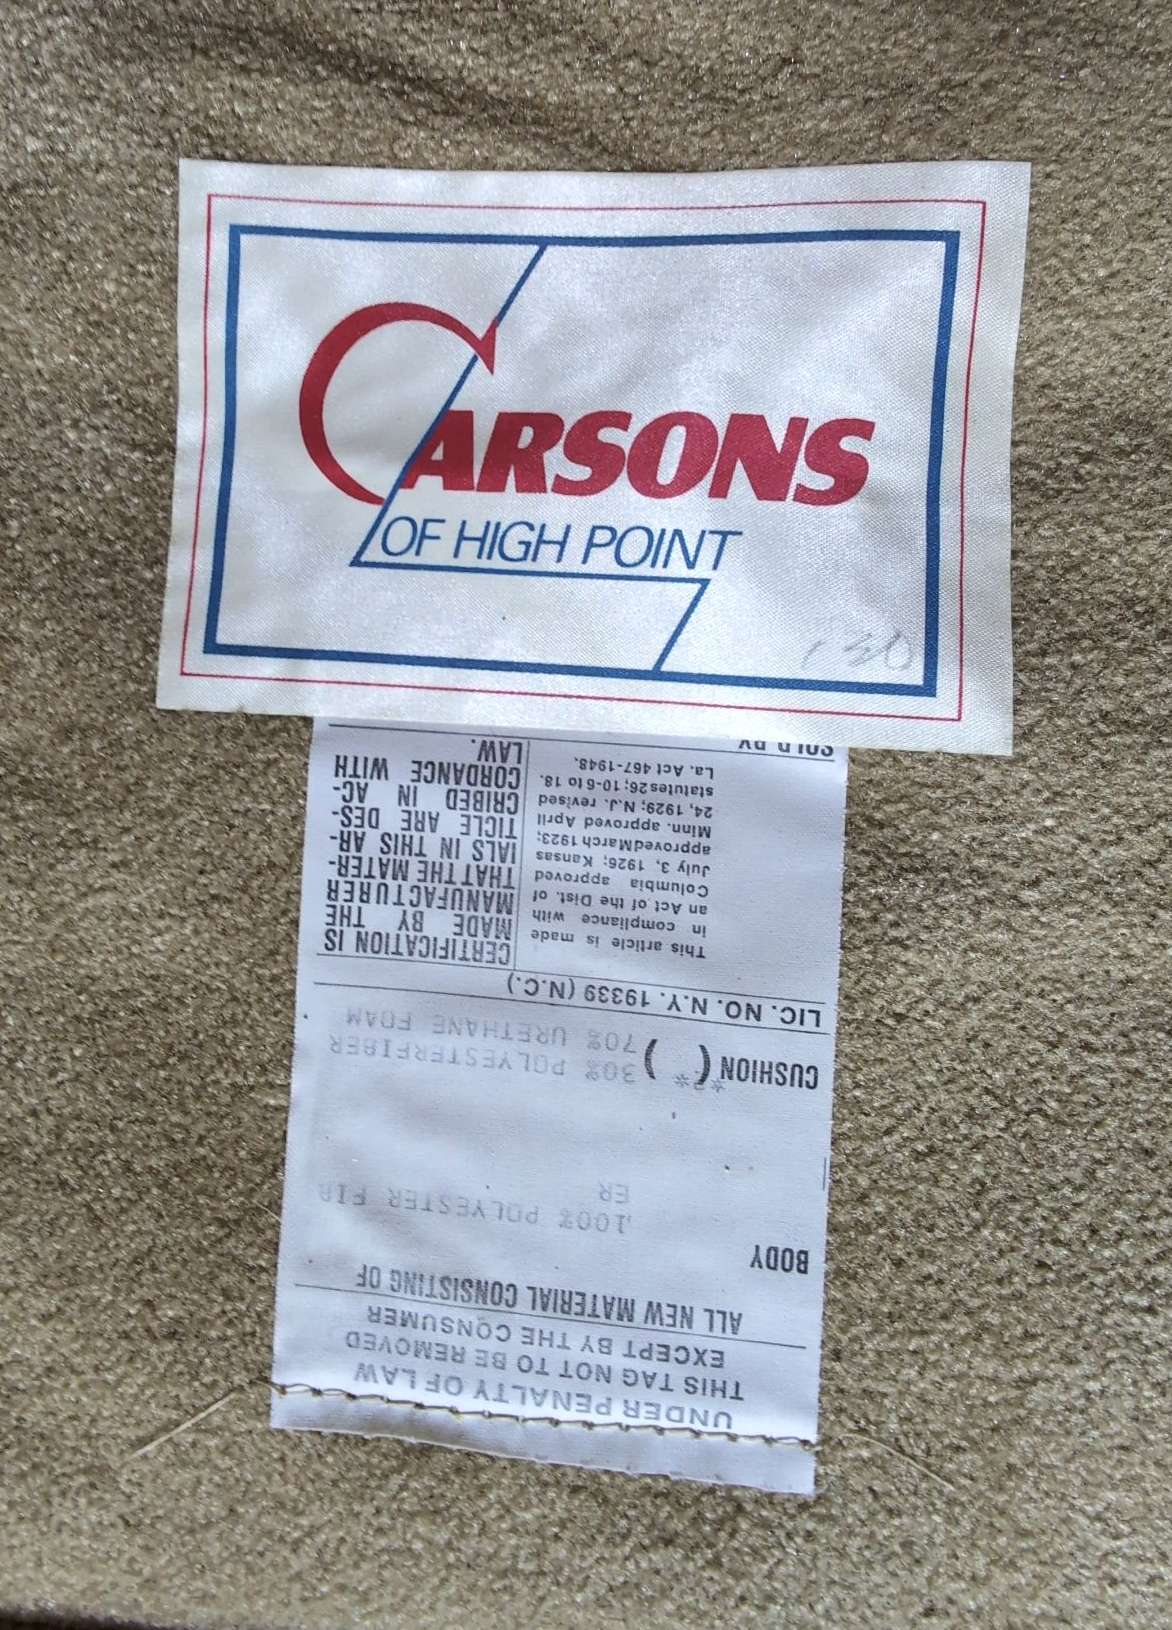 CARSONS
OF HIGH POINT
130
UNDER PENALTY OF LAW
THIS TAG NOT TO BE REMOVED
EXCEPT BY THE CONSUMER
ALL NEW MATERIAL CONSISTING OF
BODY
100% POLYESTER FIB
ER
CUSHION (** ) 30% POLYESTERFIBER
70% URETHANE FOAM
LIC. NO. N.Y. 19339 (N.C.)
This article is made
in compliance with
an Act of the Dist. of
Columbia approved
July 3, 1926; Kansas
approved March 1923;
Minn. approved April
24, 1929; N.J. revised
statutes 26:10-6 to 18.
La. Act 467-1948.
CERTIFICATION IS
MADE BY THE
MANUFACTURER
THAT THE MATER-
IALS IN THIS AR-
TICLE ARE DES-
CRIBED IN AC-
CORDANCE WITH
LAW.
SOLD BY